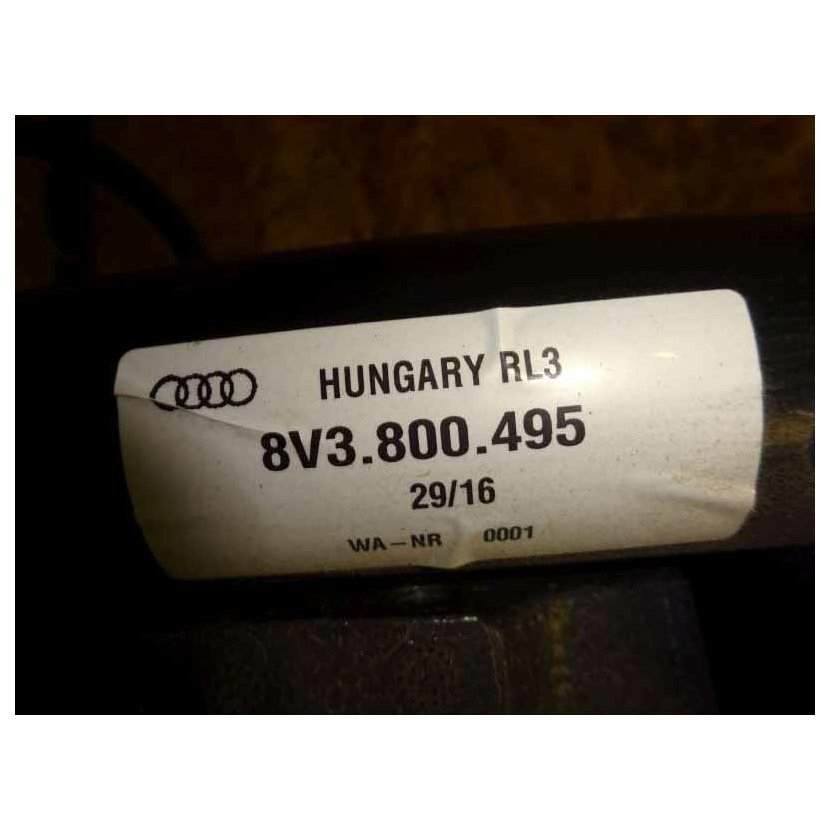 HUNGARY RL3
8V3.800.495
29/16
WA-NR 0001